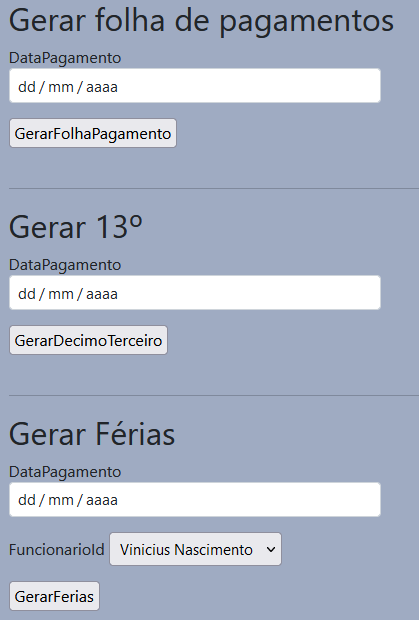 Gerar folha de pagamentos
DataPagamento
dd / mm / aaaa
GerarFolhaPagamento
Gerar 13º
DataPagamento
dd / mm / aaaa
GerarDecimoTerceiro
Gerar Férias
DataPagamento
dd / mm / aaaa
FuncionarioId Vinicius Nascimento
GerarFerias